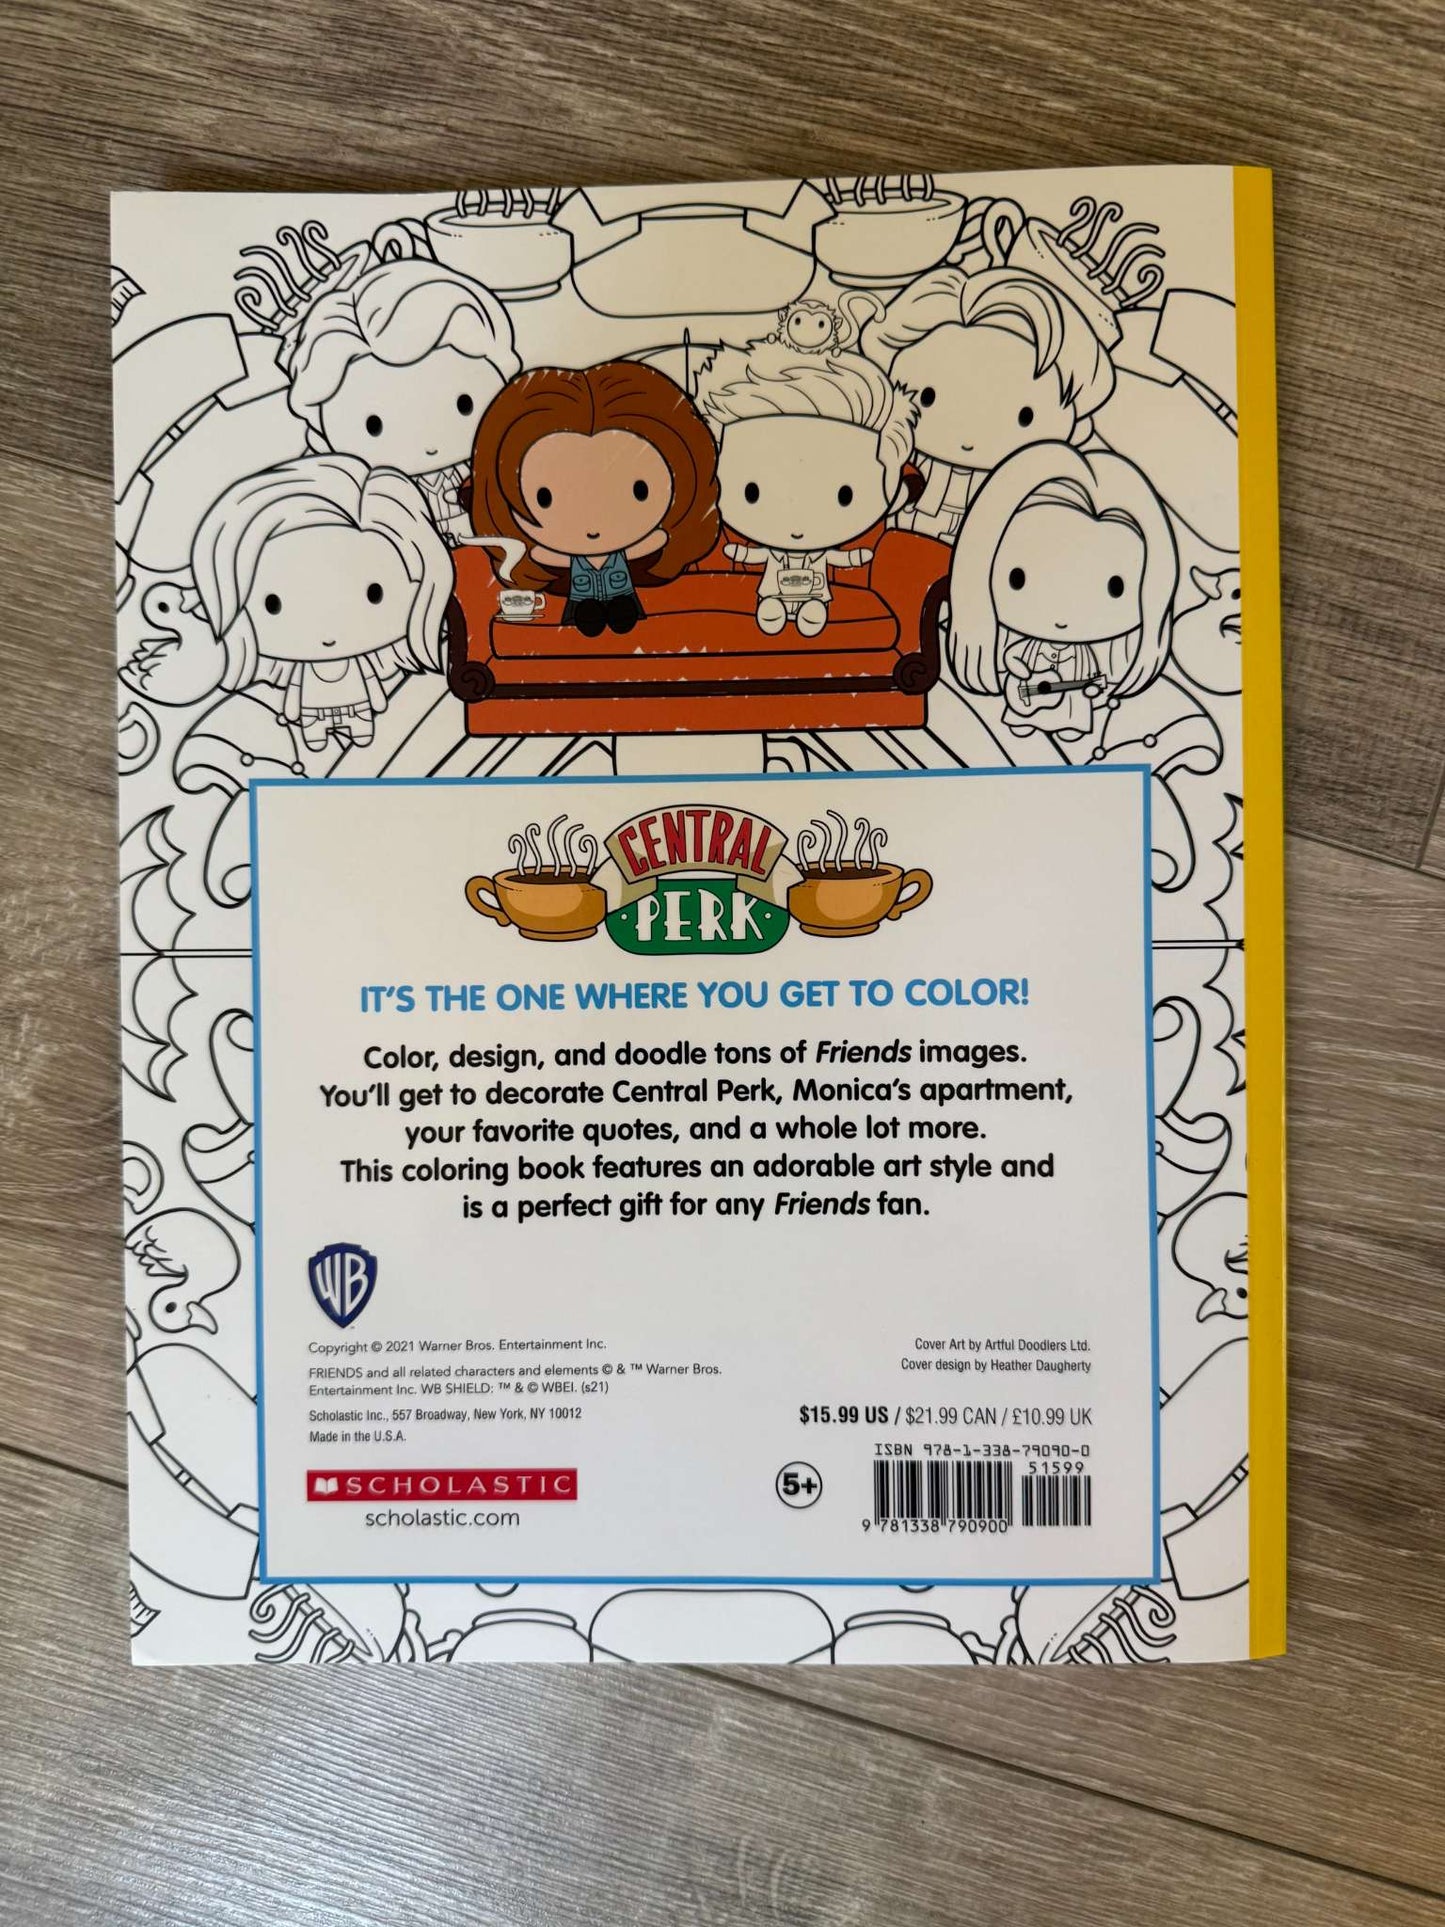 CENTRAL
·PERK·
IT'S THE ONE WHERE YOU GET TO COLOR!
Color, design, and doodle tons of Friends images.
You'll get to decorate Central Perk, Monica's apartment,
your favorite quotes, and a whole lot more.
This coloring book features an adorable art style and
is a perfect gift for any Friends fan.
WB
Copyright © 2021 Warner Bros. Entertainment Inc.
FRIENDS and all related characters and elements © & ™ Warner Bros.
Entertainment Inc. WB SHIELD: ™ & © WBEI. (s21)
Scholastic Inc., 557 Broadway, New York, NY 10012
Made in the U.S.A.
SCHOLASTIC
scholastic.com
Cover Art by Artful Doodlers Ltd.
Cover design by Heather Daugherty
$15.99 US / $21.99 CAN / £10.99 UK
ISBN 978-1-338-79090-0
51599
5+
9 781338 790900